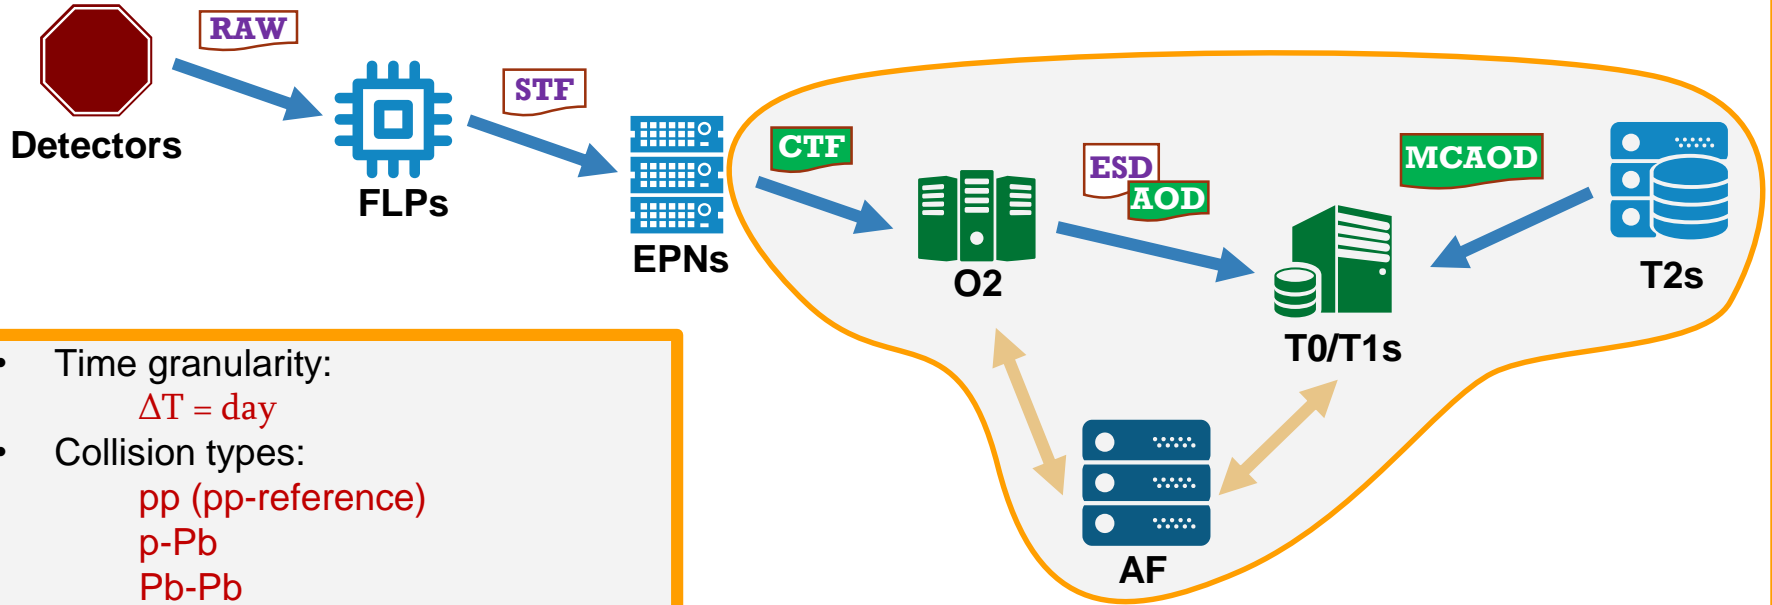 RAW
Detectors
STF
FLPs
EPNs
CTF
O2
ESD
AOD
T0/T1s
MCAOD
T2s
AF
• Time granularity:
ΔT = day
• Collision types:
pp (pp-reference)
p-Pb
Pb-Pb